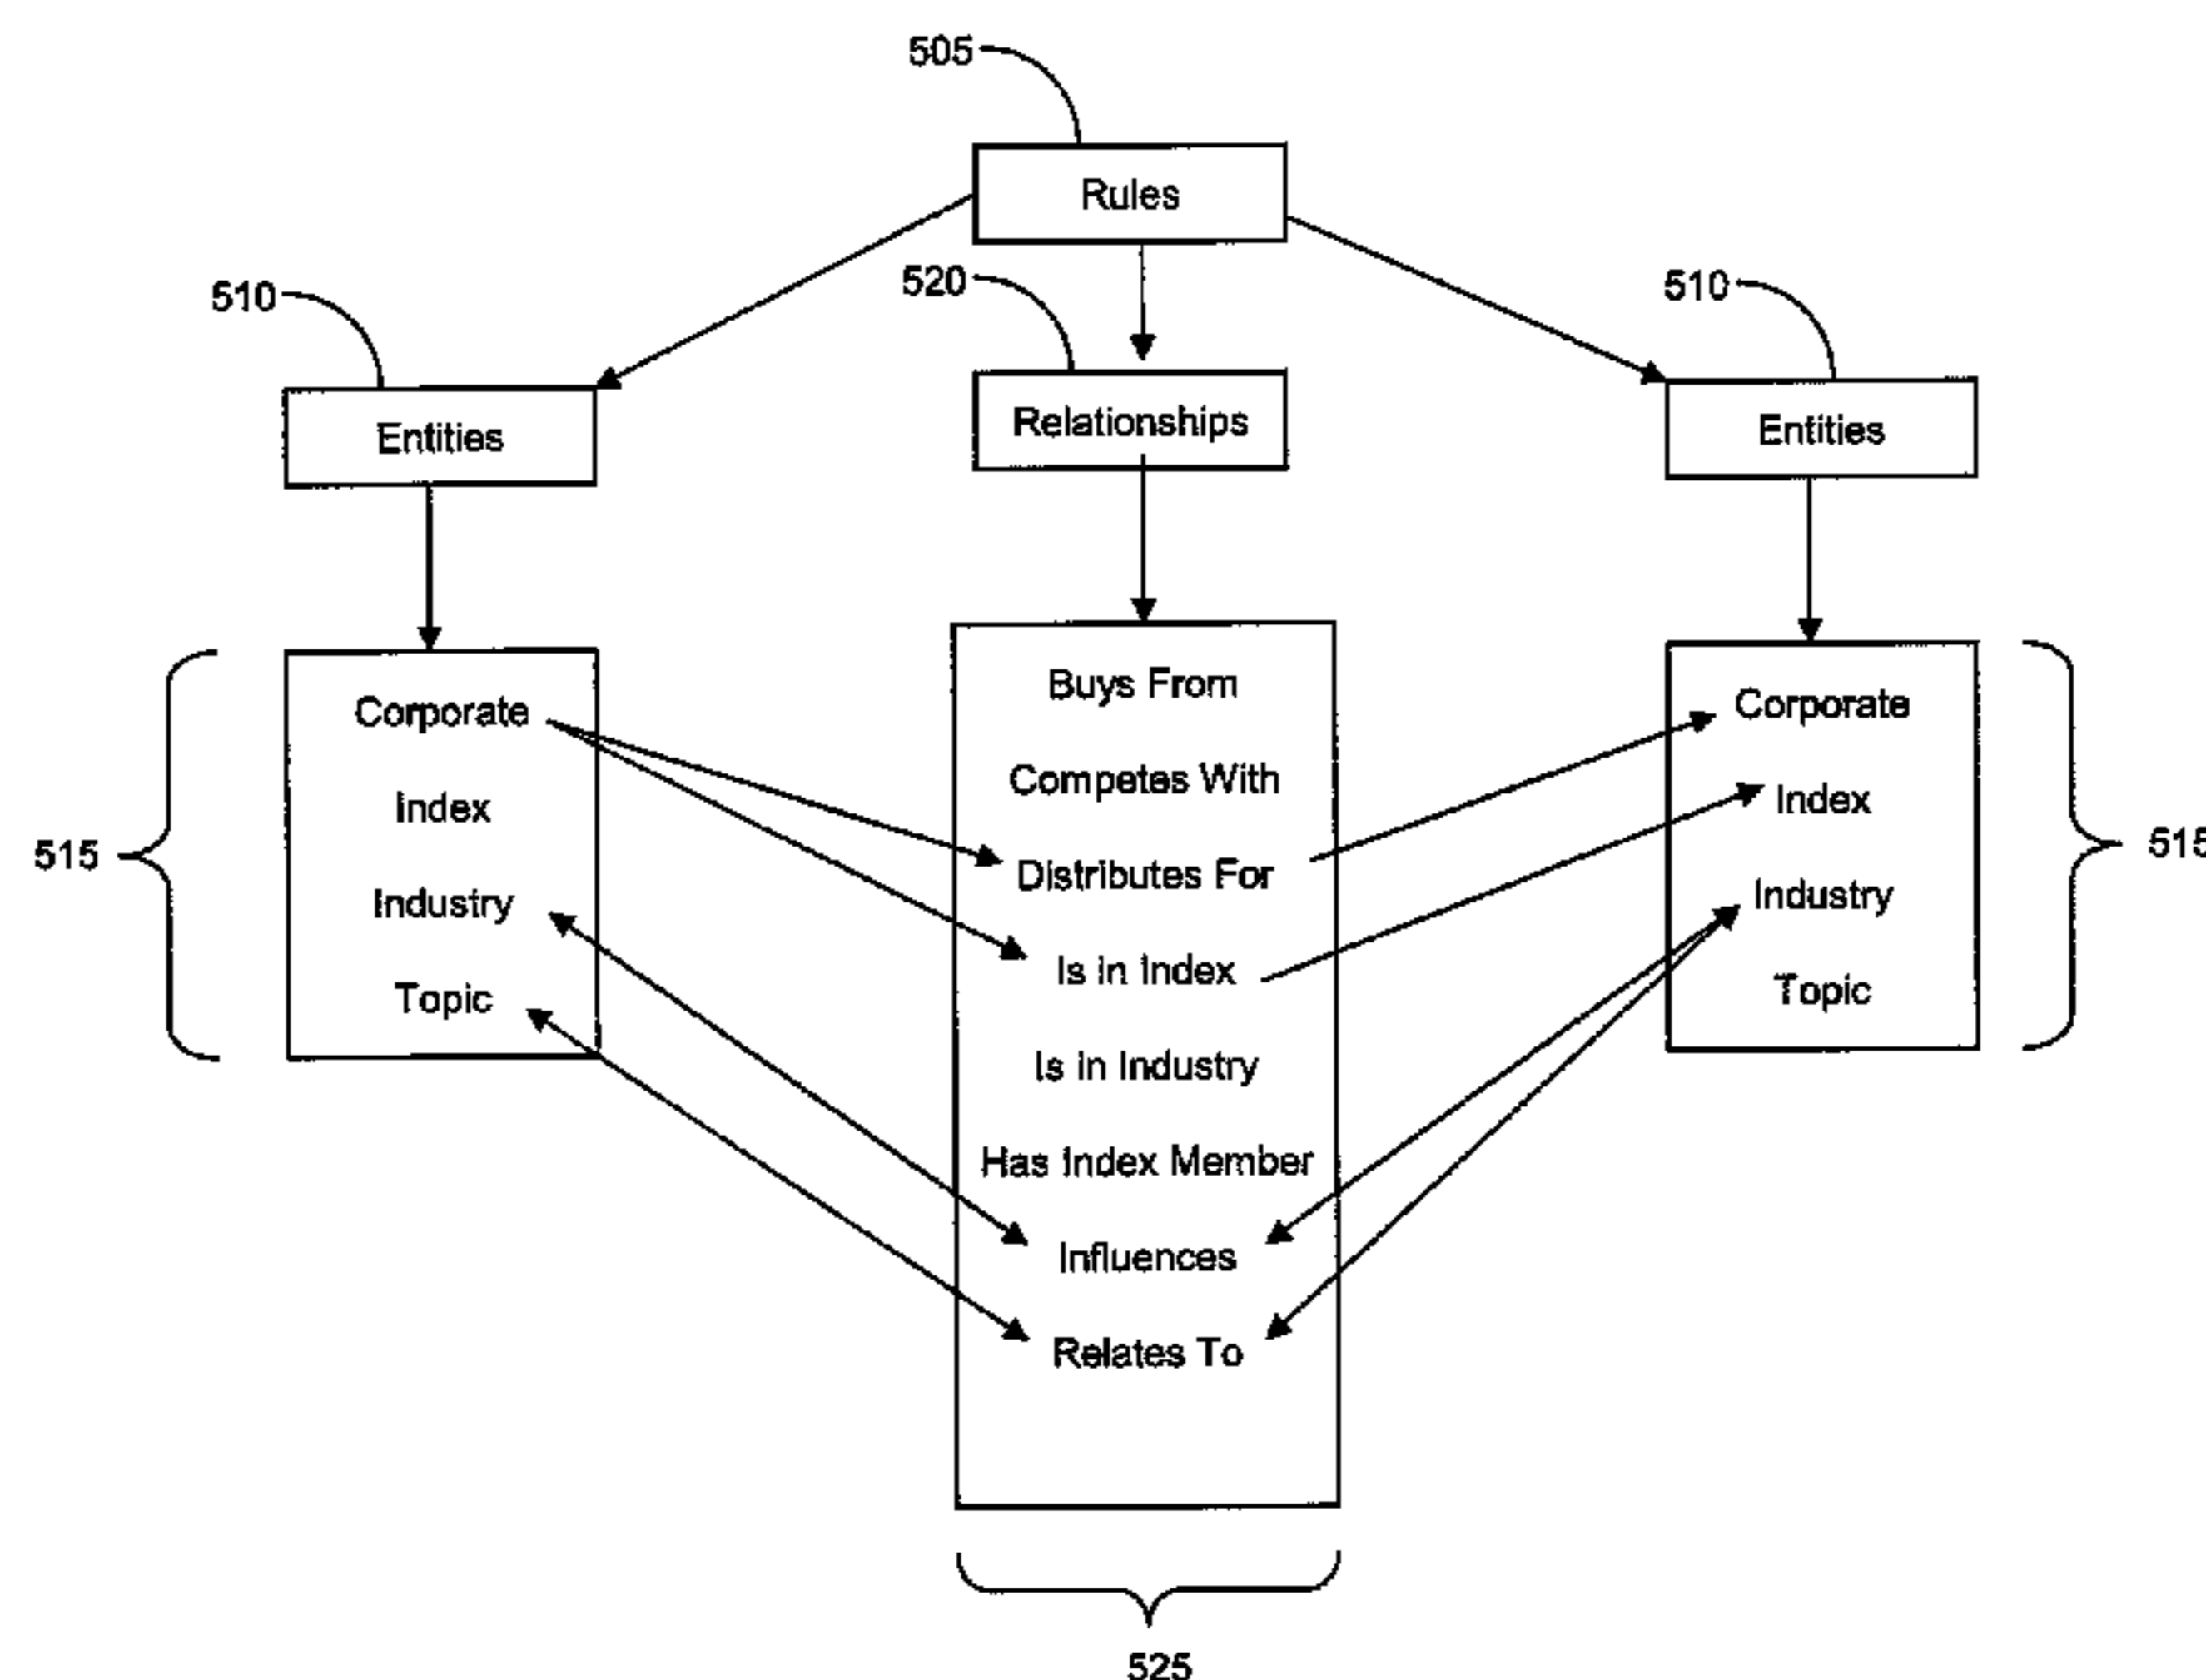 505
Rules
510
520
510
Entities
Relationships
Entities
515
Corporate
Index
Industry
Topic
Buys From
Competes With
Distributes For
Is in Index
Is in Industry
Has Index Member
Influences
Relates To
Corporate
Index
Industry
Topic
515
525